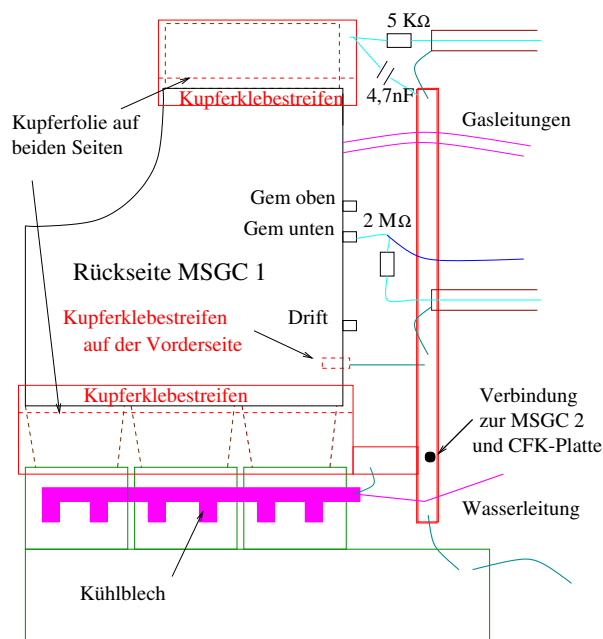 5 KΩ
Kupferklebestreifen
4,7nF
Kupferfolie auf
beiden Seiten
Gasleitungen
Gem oben
Gem unten
2 MΩ
Rückseite MSGC 1
Kupferklebestreifen
auf der Vorderseite
Drift
Kupferklebestreifen
Verbindung
zur MSGC 2
und CFK-Platte
Wasserleitung
Kühlblech